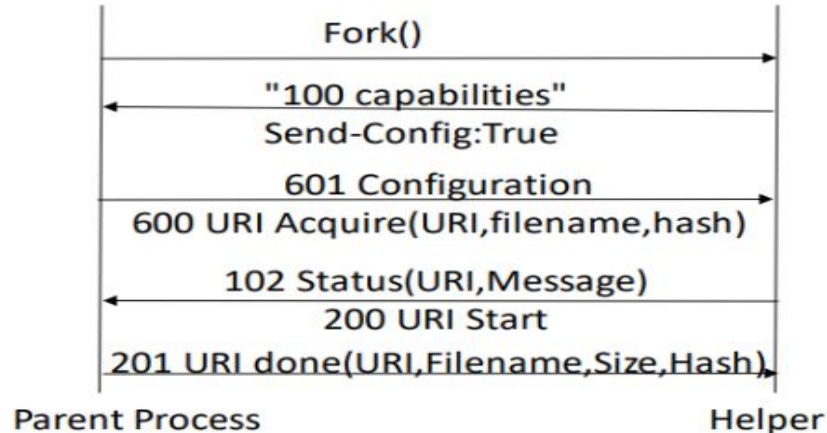 Fork()
"100 capabilities"
Send-Config:True
601 Configuration
600 URI Acquire(URI,filename,hash)
102 Status(URI,Message)
200 URI Start
201 URI done(URI,Filename,Size,Hash)
Parent Process Helper